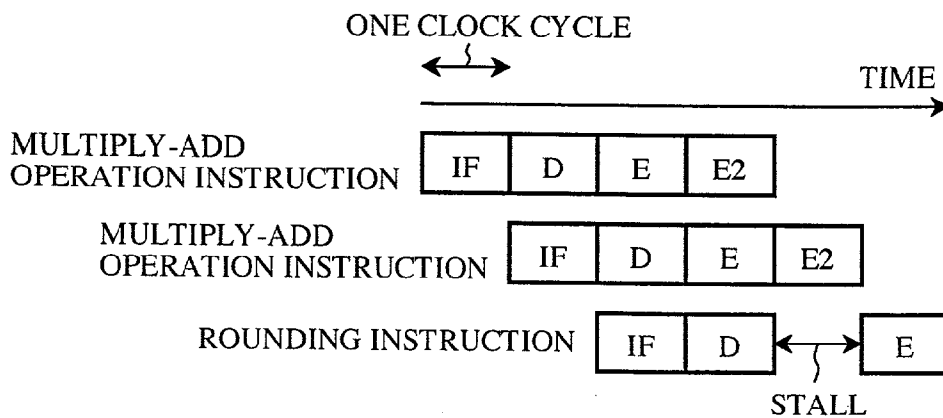 ONE CLOCK CYCLE
TIME
MULTIPLY-ADD
OPERATION INSTRUCTION
IF D E E2
MULTIPLY-ADD
OPERATION INSTRUCTION
IF D E E2
ROUNDING INSTRUCTION
IF D E
STALL